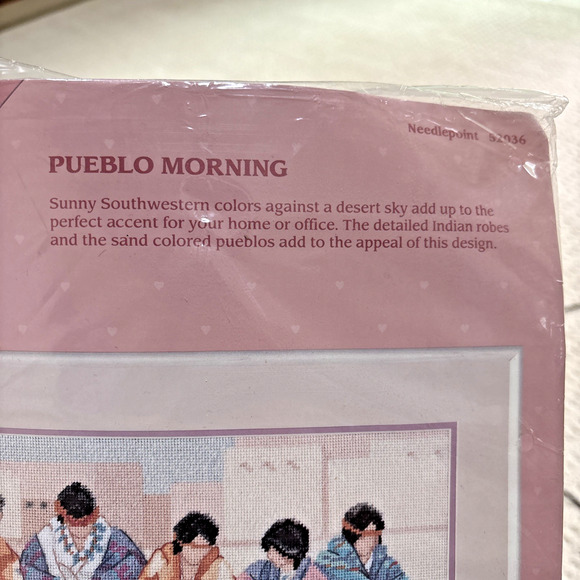 Needlepoint 52036
PUEBLO MORNING
Sunny Southwestern colors against a desert sky add up to the
perfect accent for your home or office. The detailed Indian robes
and the sand colored pueblos add to the appeal of this design.